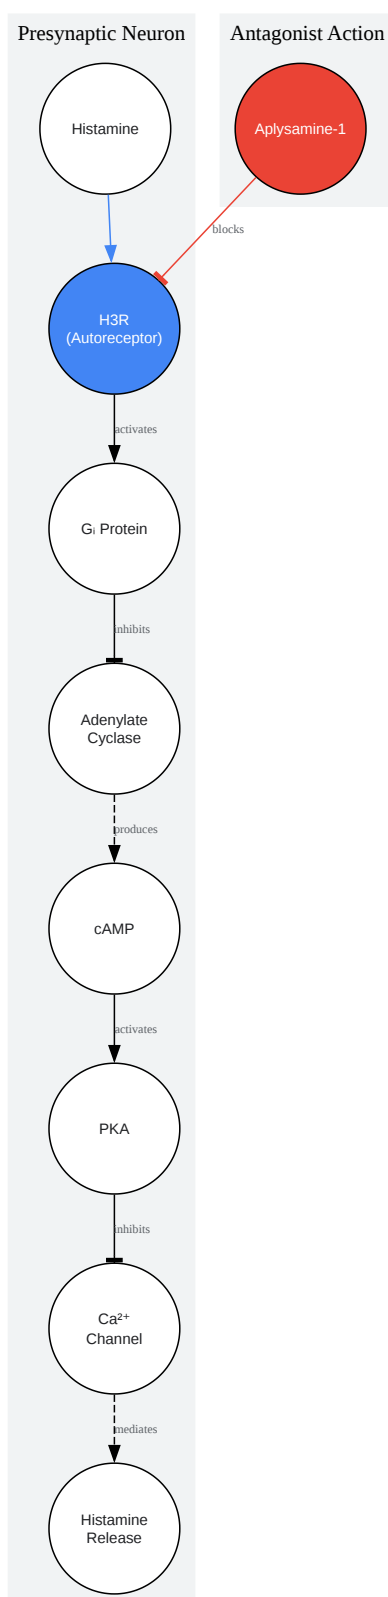 Presynaptic Neuron
Antagonist Action
Histamine
Aplysamine-1
blocks
H3R
(Autoreceptor)
activates
Gᵢ Protein
inhibits
Adenylate
Cyclase
produces
cAMP
activates
PKA
inhibits
Ca²⁺
Channel
mediates
Histamine
Release